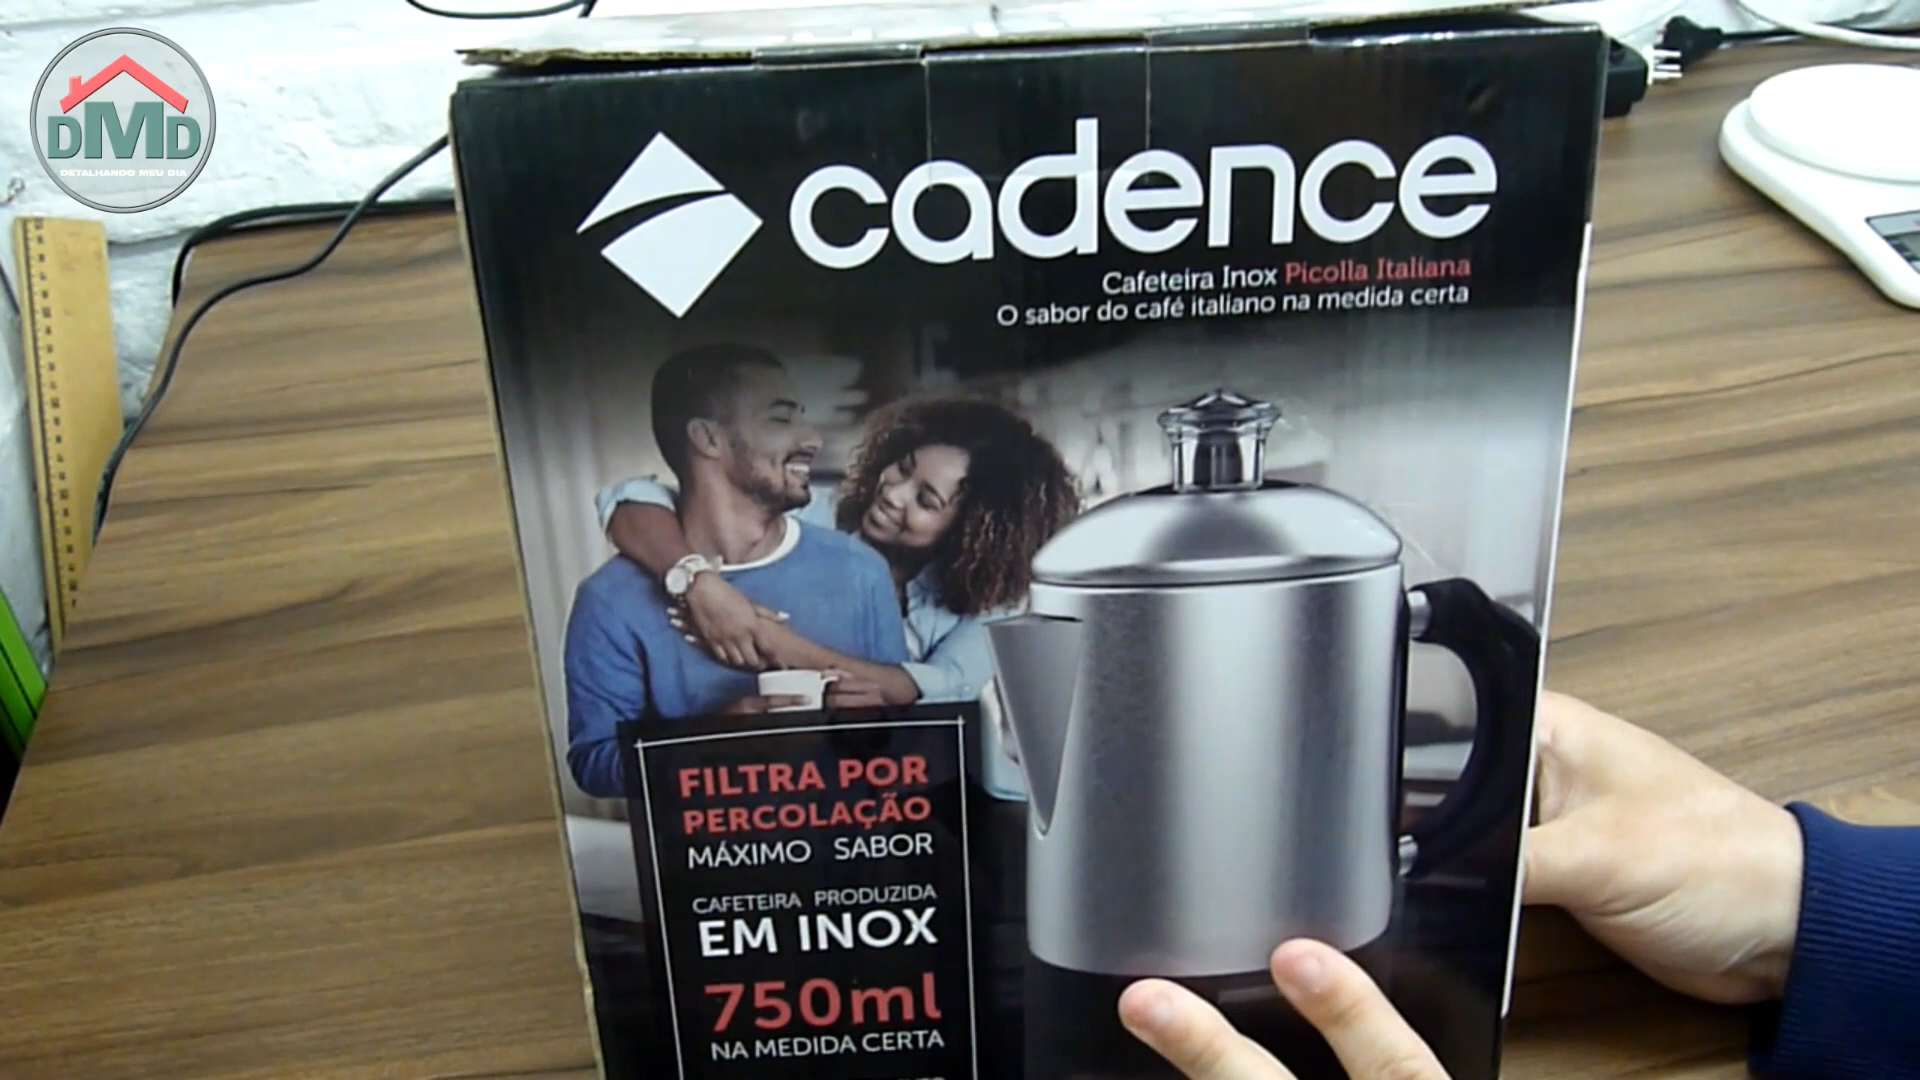 DMD
DETALHANDO MEU DIA
cadence
Cafeteira Inox Picolla Italiana
O sabor do café italiano na medida certa
FILTRA POR
PERCOLAÇÃO
MÁXIMO SABOR
CAFETEIRA PRODUZIDA
EM INOX
750ml
NA MEDIDA CERTA